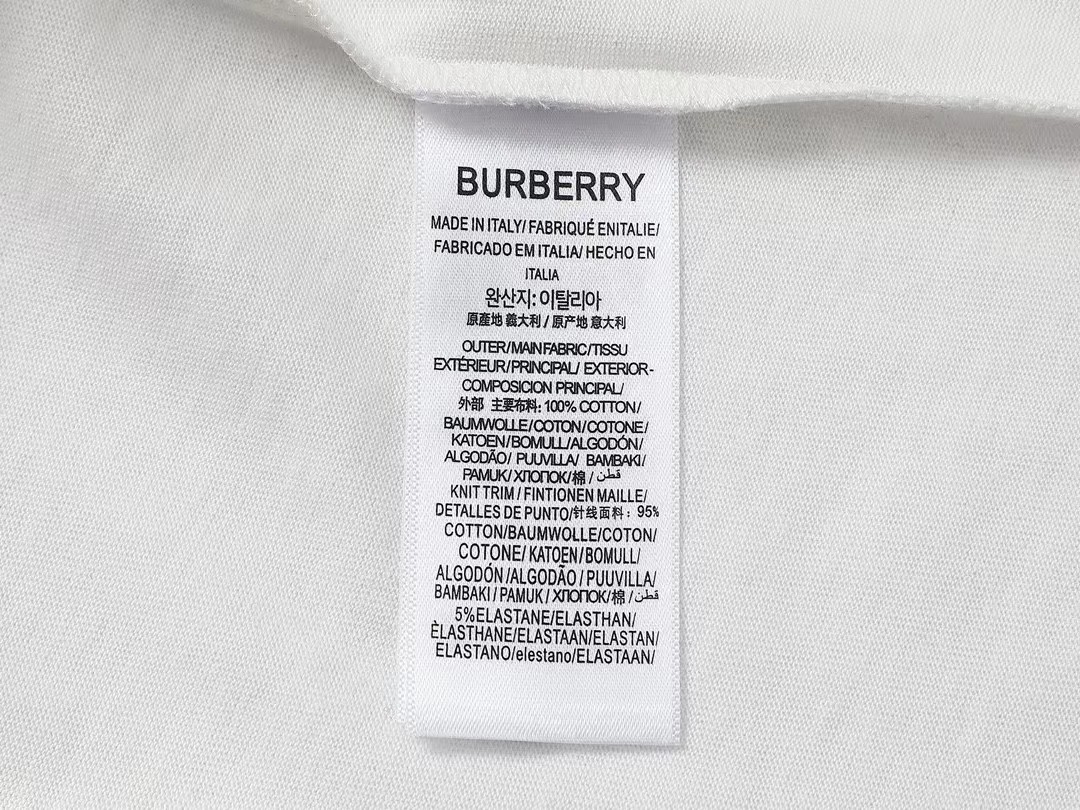 BURBERRY
MADE IN ITALY/ FABRIQUÉ ENITALIE/
FABRICADO EM ITALIA/ HECHO EN
ITALIA
완산지: 이탈리아
原產地 義大利 / 原产地 意大利
OUTER/MAINFABRIC/TISSU
EXTÉRIEUR/PRINCIPAL/ EXTERIOR-
COMPOSICION PRINCIPAL/
外部 主要布料: 100% COTTON/
BAUMWOLLE/COTON/COTONE/
KATOEN/BOMULL/ALGODÓN/
ALGODÃO/ PUUVILLA/ BAMBAKI/
PAMUK/ХЛОПОК/棉 / قطن
KNIT TRIM / FINTIONEN MAILLE/
DETALLES DE PUNTO/针线面料: 95%
COTTON/BAUMWOLLE/COTON/
COTONE/ KATOEN/BOMULL/
ALGODÓN /ALGODÃO / PUUVILLA/
BAMBAKI / PAMUK / ХЛОПОК/棉 / قطن
5%ELASTANE/ELASTHAN/
ÈLASTHANE/ELASTAAN/ELASTAN/
ELASTANO/elestano/ELASTAAN/